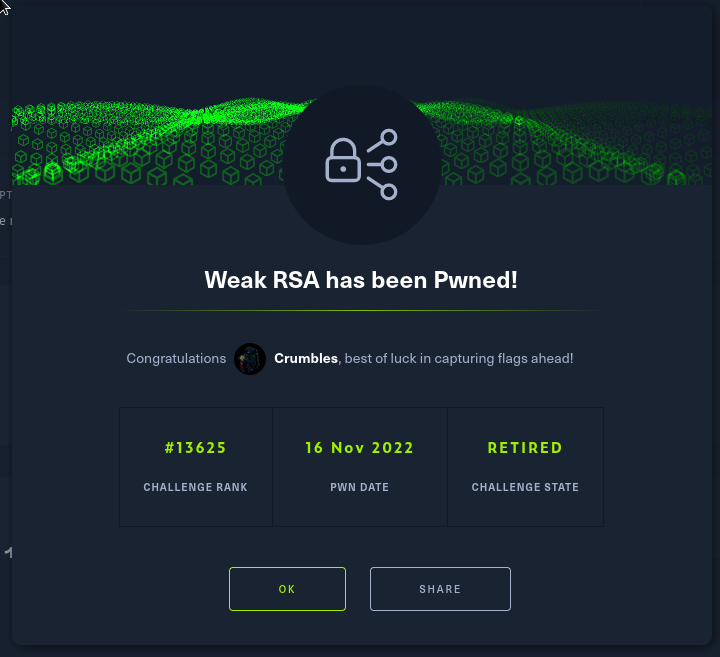 Weak RSA has been Pwned!
Congratulations Crumbles, best of luck in capturing flags ahead!
#13625 16 Nov 2022 RETIRED
CHALLENGE RANK PWN DATE CHALLENGE STATE
OK SHARE